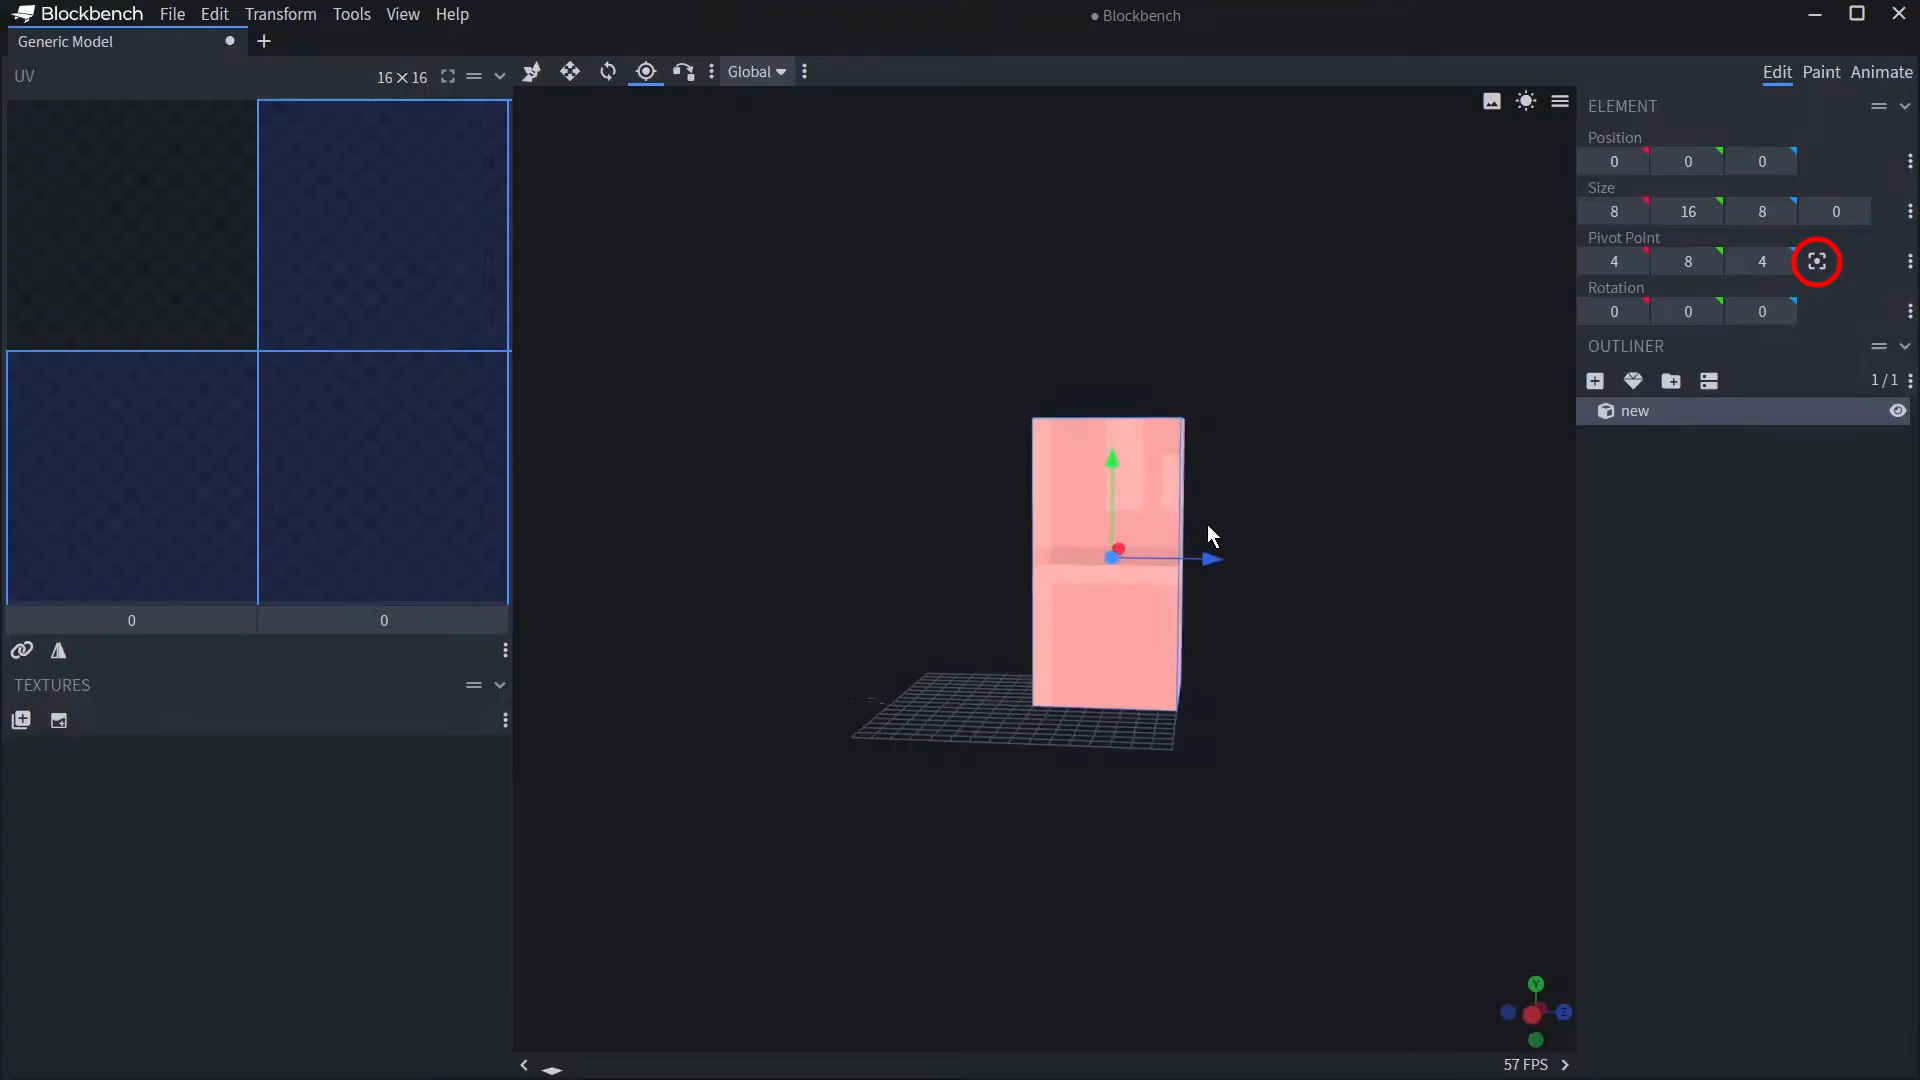 Blockbench File Edit Transform Tools View Help
● Blockbench
Generic Model
UV
16×16
Global
Edit Paint Animate
ELEMENT
Position
0 0 0
Size
8 16 8 0
Pivot Point
4 8 4
Rotation
0 0 0
OUTLINER
1/1
new
0 0
TEXTURES
Y
Z
57 FPS